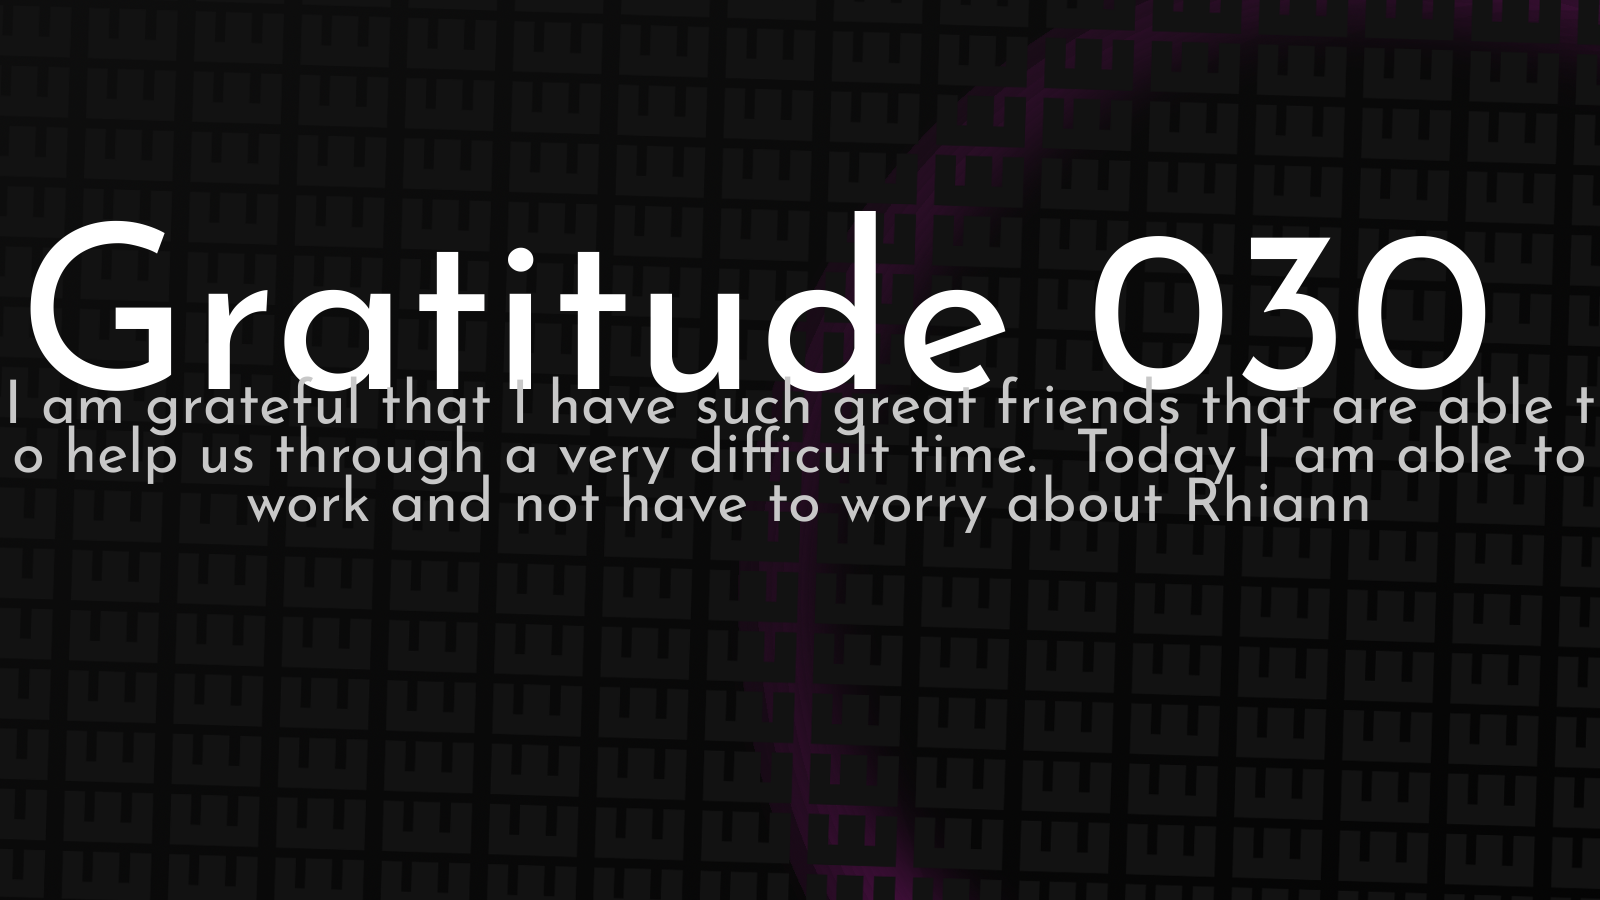 Gratitude 030
I am grateful that I have such great friends that are able t
o help us through a very difficult time.  Today I am able to
work and not have to worry about Rhiann